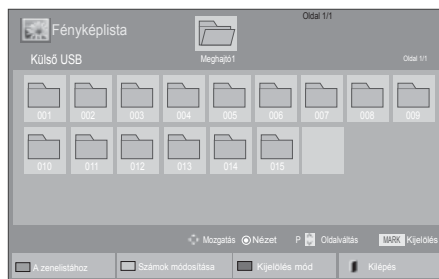 Oldal 1/1
Fényképlista
Külső USB
Meghajtó1
Oldal 1/1
001 002 003 004 005 006 007 008 009
010 011 012 013 014 015
Mozgatás Nézet P Oldalváltás MARK Kijelölés
A zenelistához Számok módosítása Kijelölés mód Kilépés